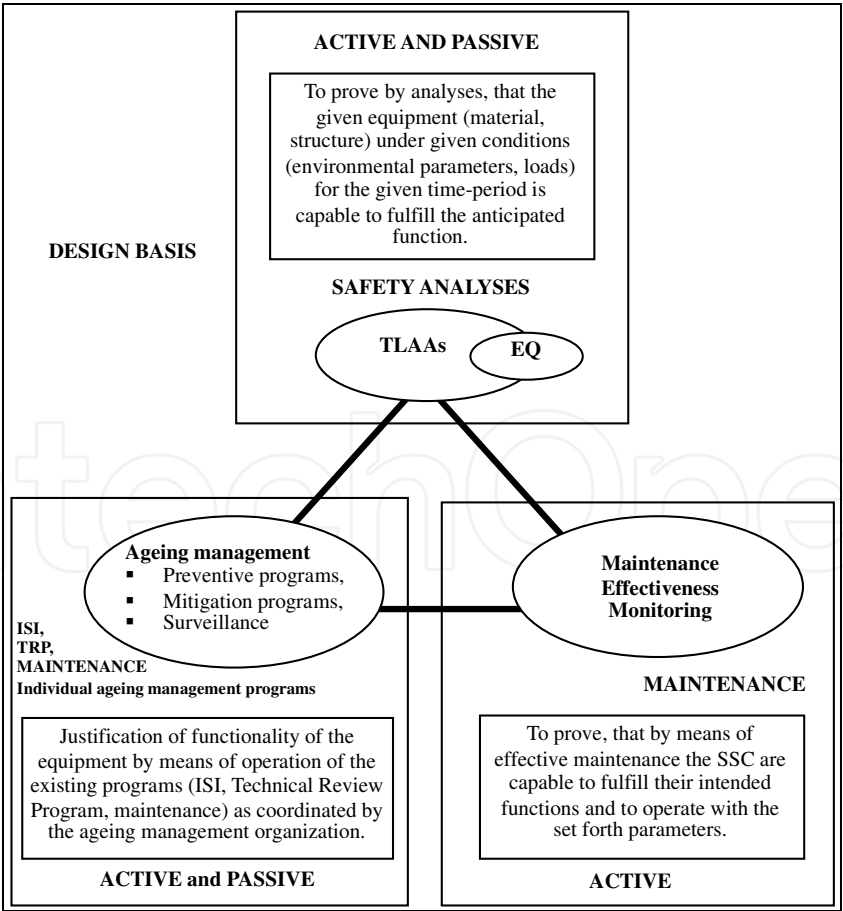 ACTIVE AND PASSIVE
To prove by analyses, that the
given equipment (material,
structure) under given conditions
(environmental parameters, loads)
for the given time-period is
capable to fulfill the anticipated
function.
DESIGN BASIS
SAFETY ANALYSES
TLAAs
EQ
Ageing management
▪ Preventive programs,
▪ Mitigation programs,
▪ Surveillance
ISI,
TRP,
MAINTENANCE
Individual ageing management programs
Justification of functionality of the
equipment by means of operation of the
existing programs (ISI, Technical Review
Program, maintenance) as coordinated by
the ageing management organization.
ACTIVE and PASSIVE
Maintenance
Effectiveness
Monitoring
MAINTENANCE
To prove, that by means of
effective maintenance the SSC are
capable to fulfill their intended
functions and to operate with the
set forth parameters.
ACTIVE
techOpe